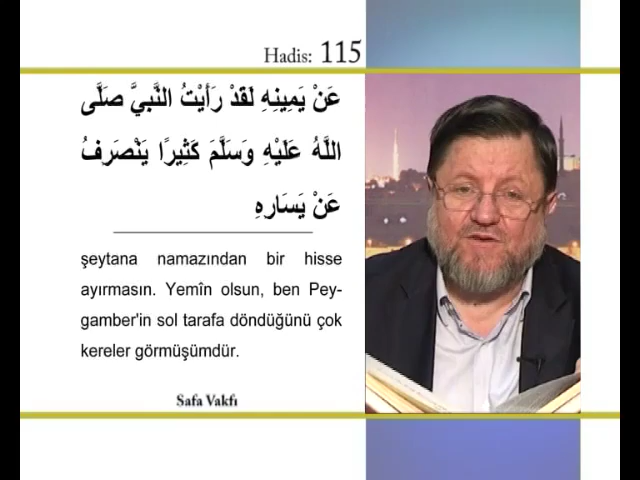 Hadis: 115
عَنْ يَمِينِهِ لَقَدْ رَأَيْتُ النَّبِيَّ صَلَّى
اللَّهُ عَلَيْهِ وَسَلَّمَ كَثِيرًا يَنْصَرِفُ
عَنْ يَسَارِهِ
şeytana namazından bir hisse
ayırmasın. Yemîn olsun, ben Pey-
gamber'in sol tarafa döndüğünü çok
kereler görmüşümdür.
Safa Vakfı